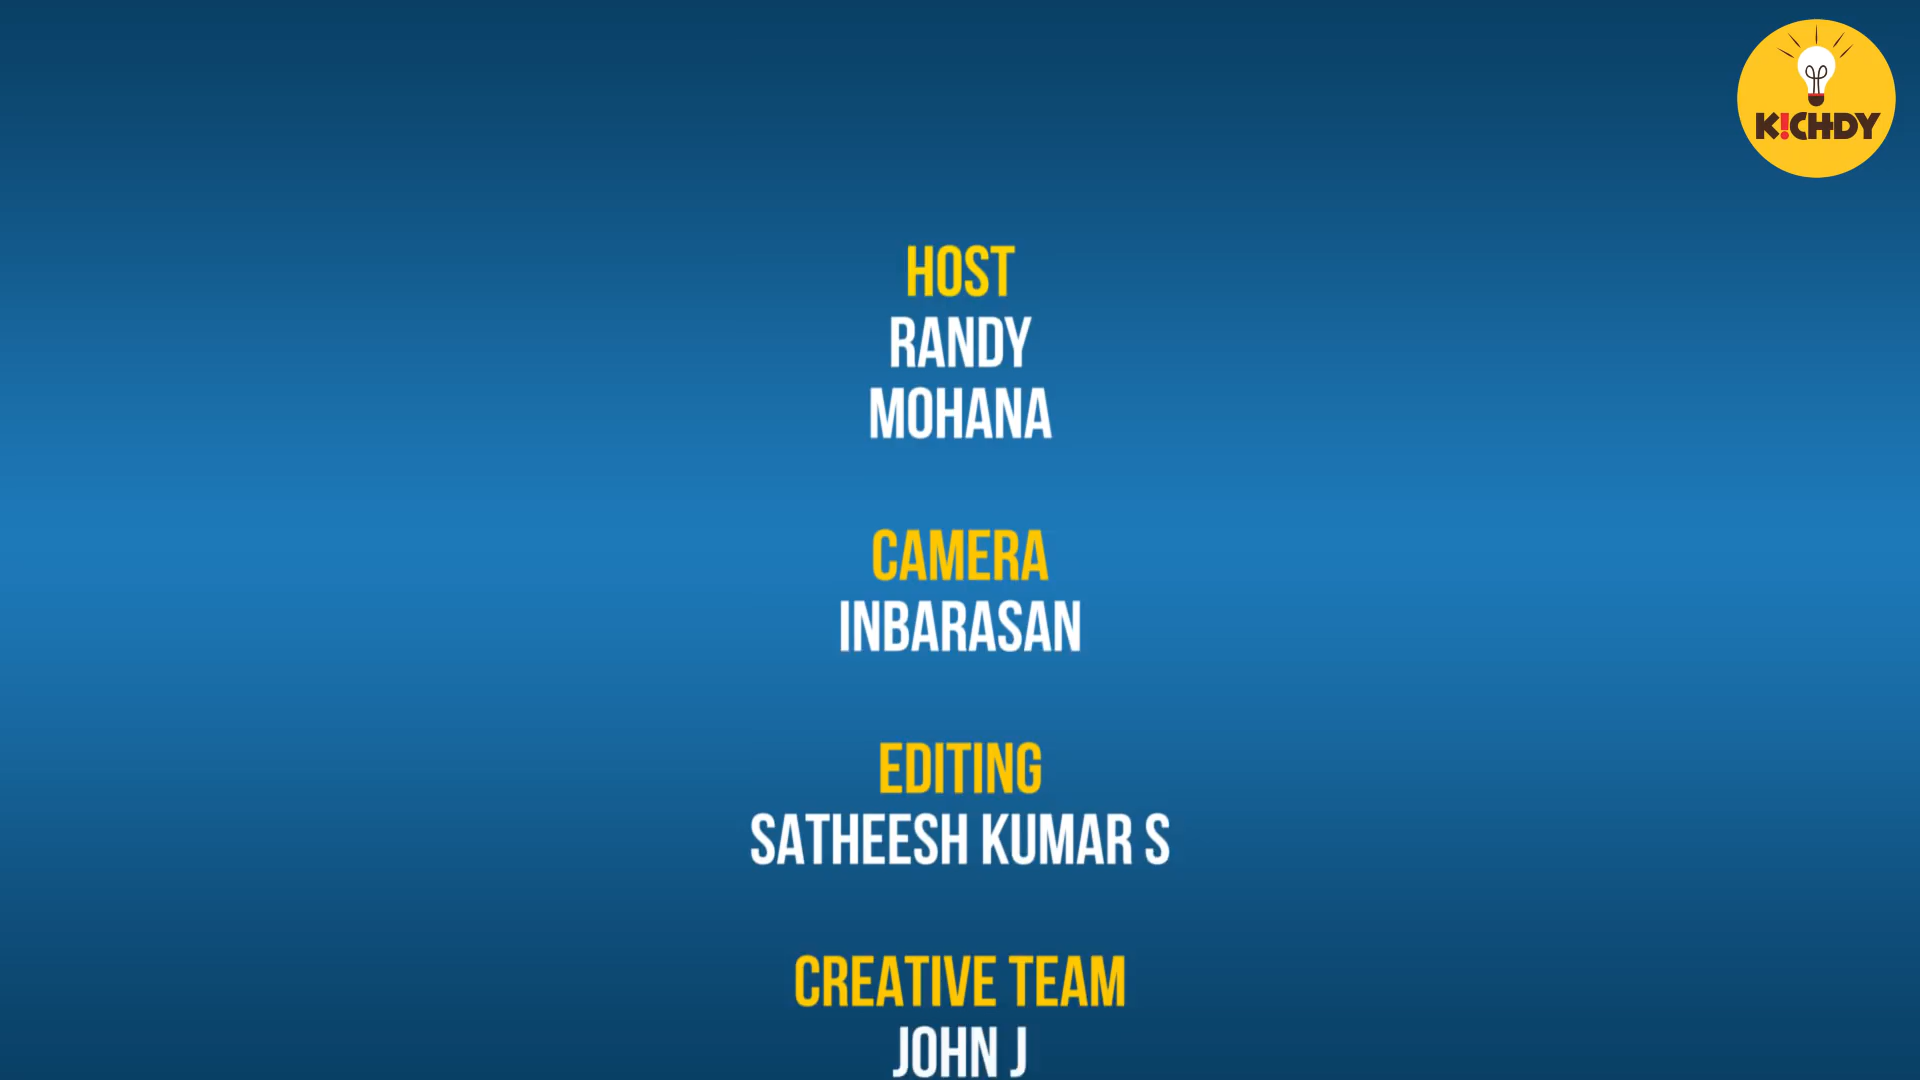 K!CHDY
HOST
RANDY
MOHANA
CAMERA
INBARASAN
EDITING
SATHEESH KUMAR S
CREATIVE TEAM
JOHN J